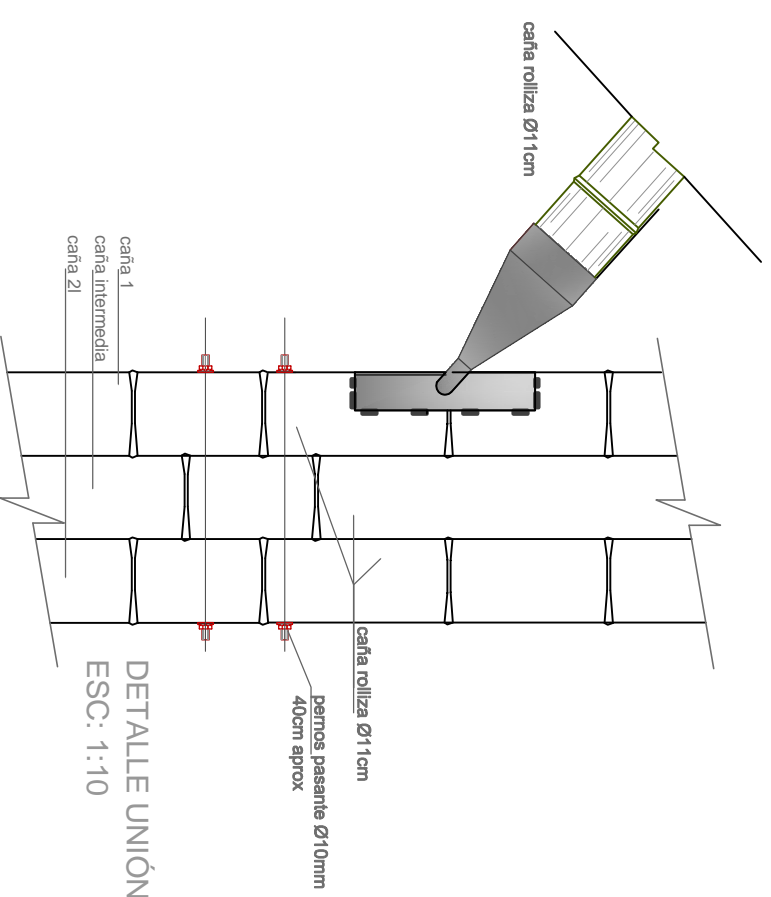 caña rolliza Ø11cm
caña 1
caña intermedia
caña 2l
caña rolliza Ø11cm
pernos pasante Ø10mm
40cm aprox
DETALLE UNIÓN
ESC: 1:10